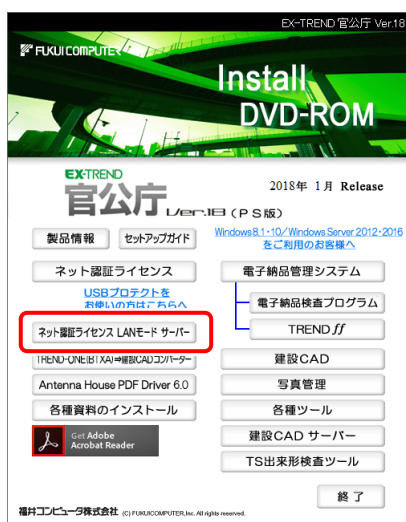 EX-TREND 官公庁 Ver.18
FUKUI COMPUTER
Install
DVD-ROM
EX-TREND
官公庁 Ver.18 (PS版)
2018年 1月 Release
製品情報
セットアップガイド
Windows8.1・10/Windows Server 2012・2016
をご利用のお客様へ
ネット認証ライセンス
USBプロテクトを
お使いの方はこちらへ
ネット認証ライセンス LANモード サーバー
TREND-ONE(BTXA)⇒建設CADコンバーター
Antenna House PDF Driver 6.0
各種資料のインストール
Get Adobe
Acrobat Reader
電子納品管理システム
電子納品検査プログラム
TREND ff
建設CAD
写真管理
各種ツール
建設CAD サーバー
TS出来形検査ツール
終了
福井コンピュータ株式会社 (C) FUKUICOMPUTER,Inc. All rights reserved.